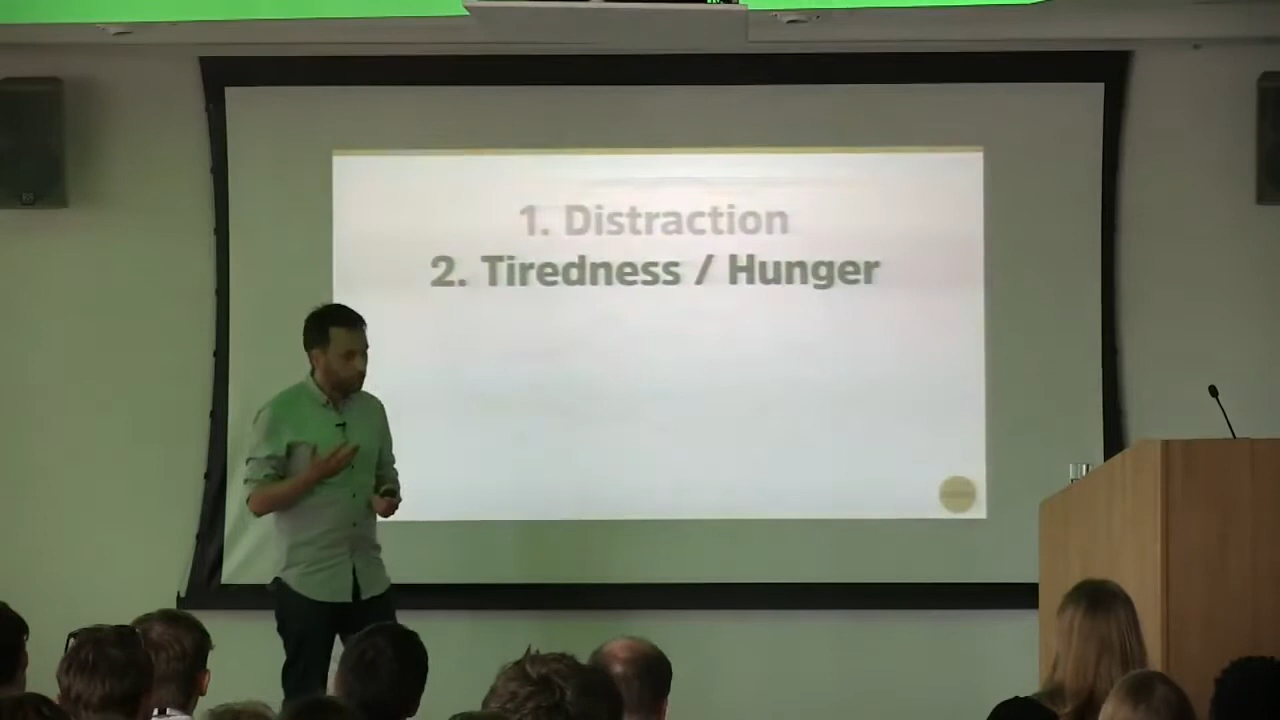 1. Distraction
2. Tiredness / Hunger